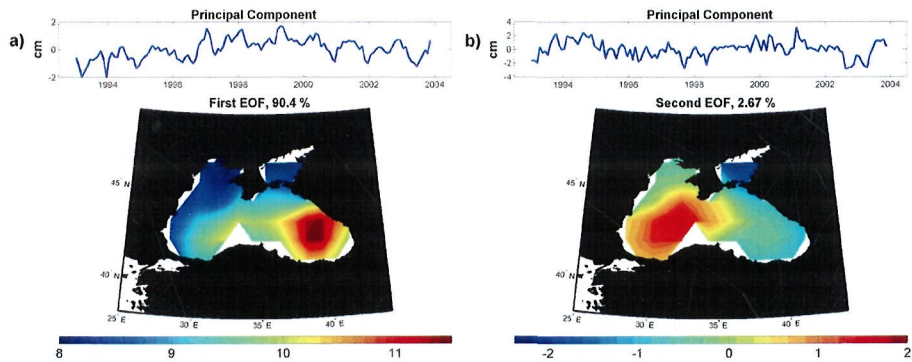 a)
Principal Component
cm
2
0
-2
1994 1996 1998 2000 2002 2004
First EOF, 90.4 %
45° N
40° N
25° E
30° E
35° E
40° E
8 9 10 11
b)
Principal Component
cm
4
2
0
-2
-4
1994 1996 1998 2000 2002 2004
Second EOF, 2.67 %
45° N
40° N
25° E
30° E
35° E
40° E
-2 -1 0 1 2